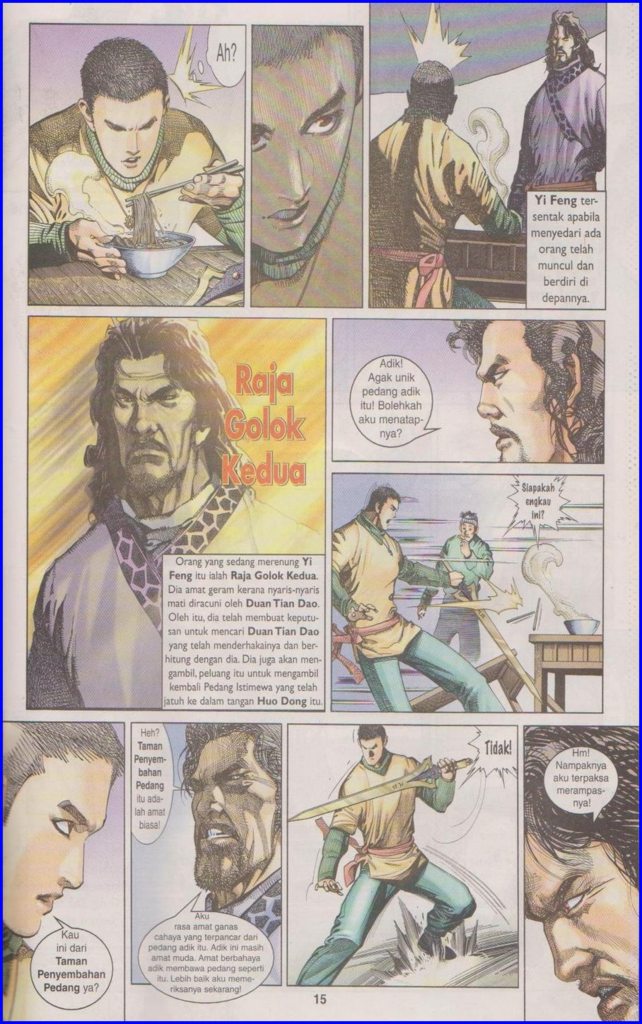 Ah?
Yi Feng ter-
sentak apabila
menyedari ada
orang telah
muncul dan
berdiri di
depannya.
Raja
Golok
Kedua
Orang yang sedang merenung Yi
Feng itu ialah Raja Golok Kedua.
Dia amat geram kerana nyaris-nyaris
mati diracuni oleh Duan Tian Dao.
Oleh itu, dia telah membuat keputu-
san untuk mencari Duan Tian Dao
yang telah menderhakainya dan ber-
hitung dengan dia. Dia juga akan men-
gambil, peluang itu untuk mengambil
kembali Pedang Istimewa yang telah
jatuh ke dalam tangan Huo Dong itu.
Adik!
Agak unik
pedang adik
itu! Bolehkah
aku menatap-
nya?
Siapakah
engkau
ini?
Kau
ini dari
Taman
Penyembahan
Pedang ya?
Heh?
Taman
Penyem-
bahan
Pedang
itu ada-
lah amat
biasa!
Aku
rasa amat ganas
cahaya yang terpancar dari
pedang adik itu. Adik ini masih
amat muda. Amat berbahaya
adik membawa pedang seperti
itu. Lebih baik aku meme-
riksanya sekarang!
Tidak!
Hm!
Nampaknya
aku terpaksa
merampas-
nya!
15